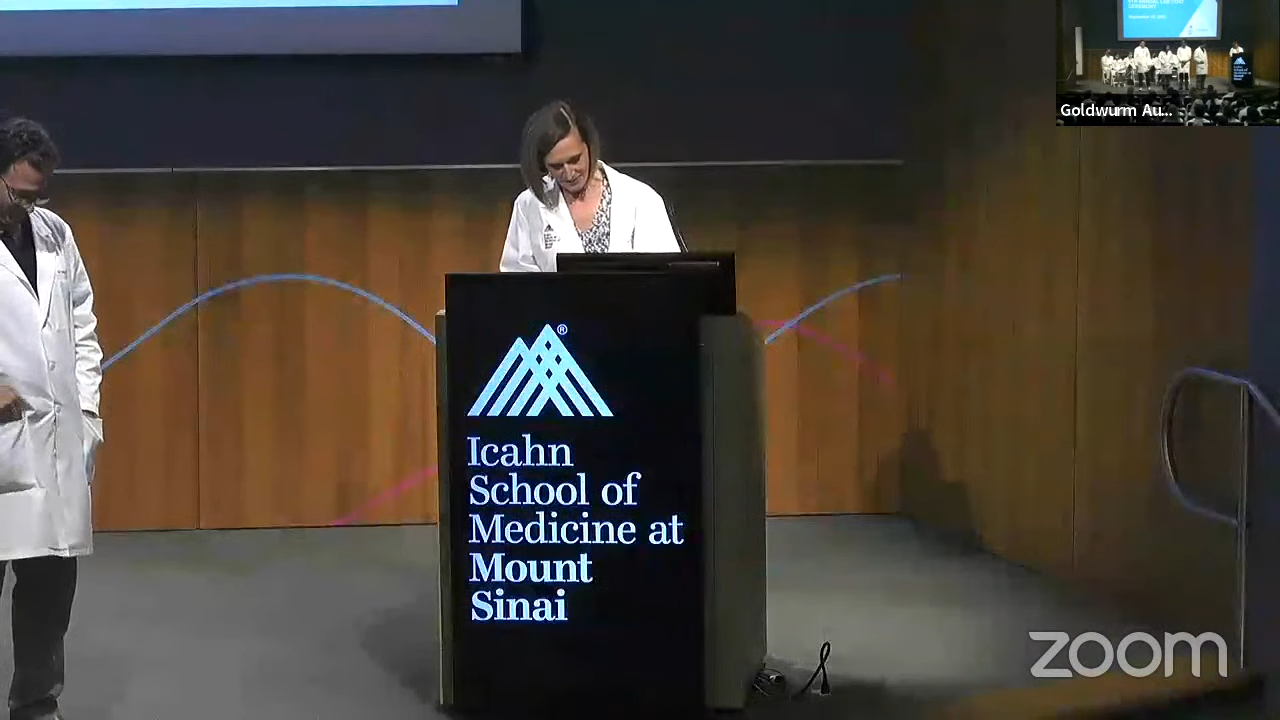 Goldwurm Au...
®
Icahn
School of
Medicine at
Mount
Sinai
zoom